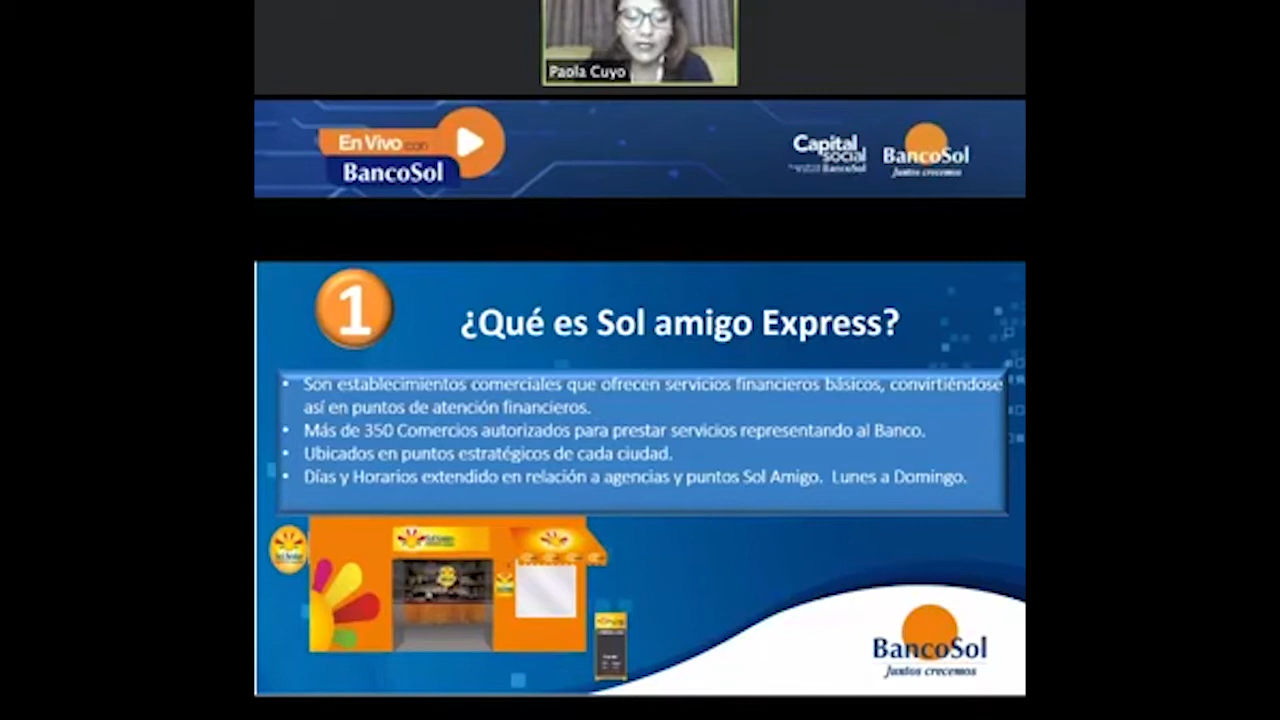 Paola Cuyo
En Vivo con
BancoSol
Capital
social
BancoSol
BancoSol
Juntos crecemos
1
¿Qué es Sol amigo Express?
• Son establecimientos comerciales que ofrecen servicios financieros básicos, convirtiéndose
así en puntos de atención financieros.
• Más de 350 Comercios autorizados para prestar servicios representando al Banco.
• Ubicados en puntos estratégicos de cada ciudad.
• Días y Horarios extendido en relación a agencias y puntos Sol Amigo. Lunes a Domingo.
BancoSol
Juntos crecemos